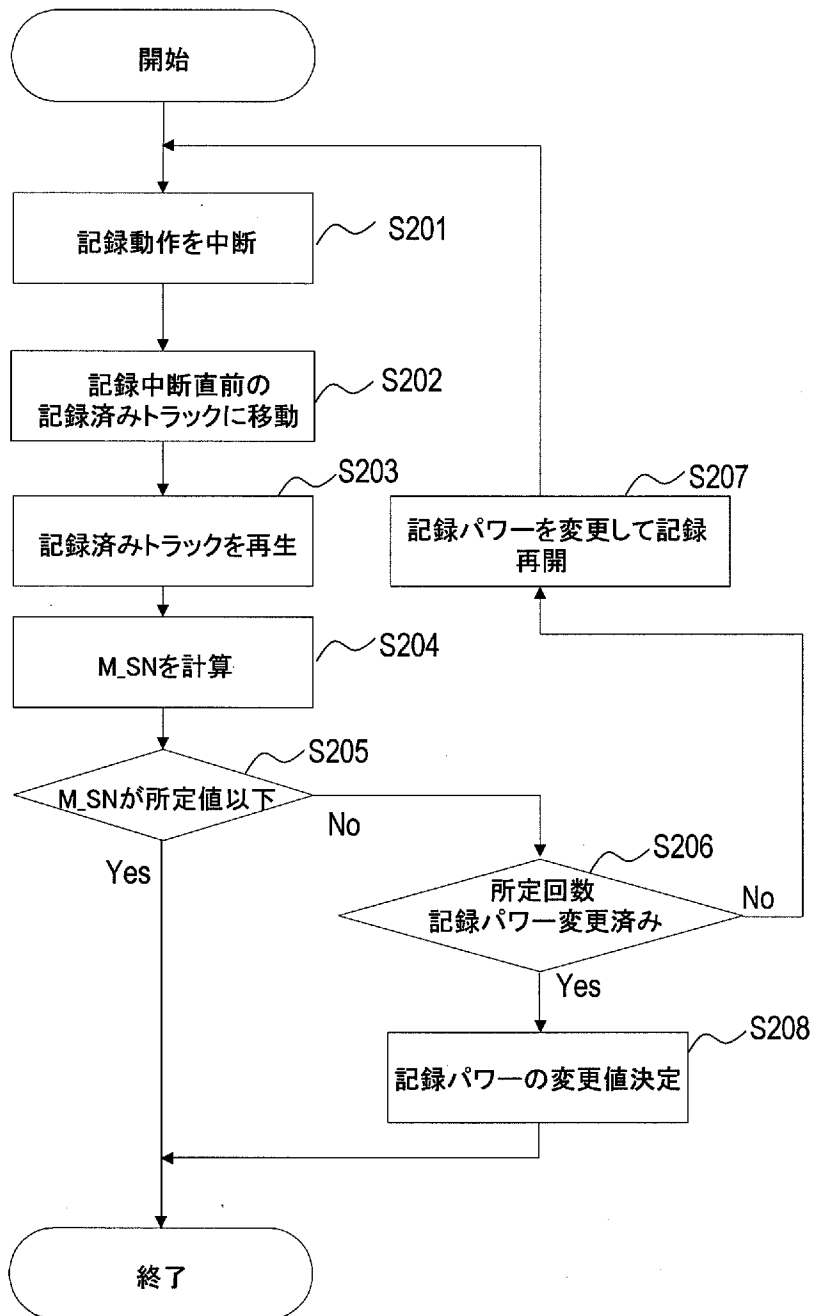 開始
記録動作を中断
S201
記録中断直前の
記録済みトラックに移動
S202
S203
記録済みトラックを再生
S207
記録パワーを変更して記録
再開
M_SNを計算
S204
S205
M_SNが所定値以下
No
Yes
S206
所定回数
記録パワー変更済み
No
Yes
S208
記録パワーの変更値決定
終了